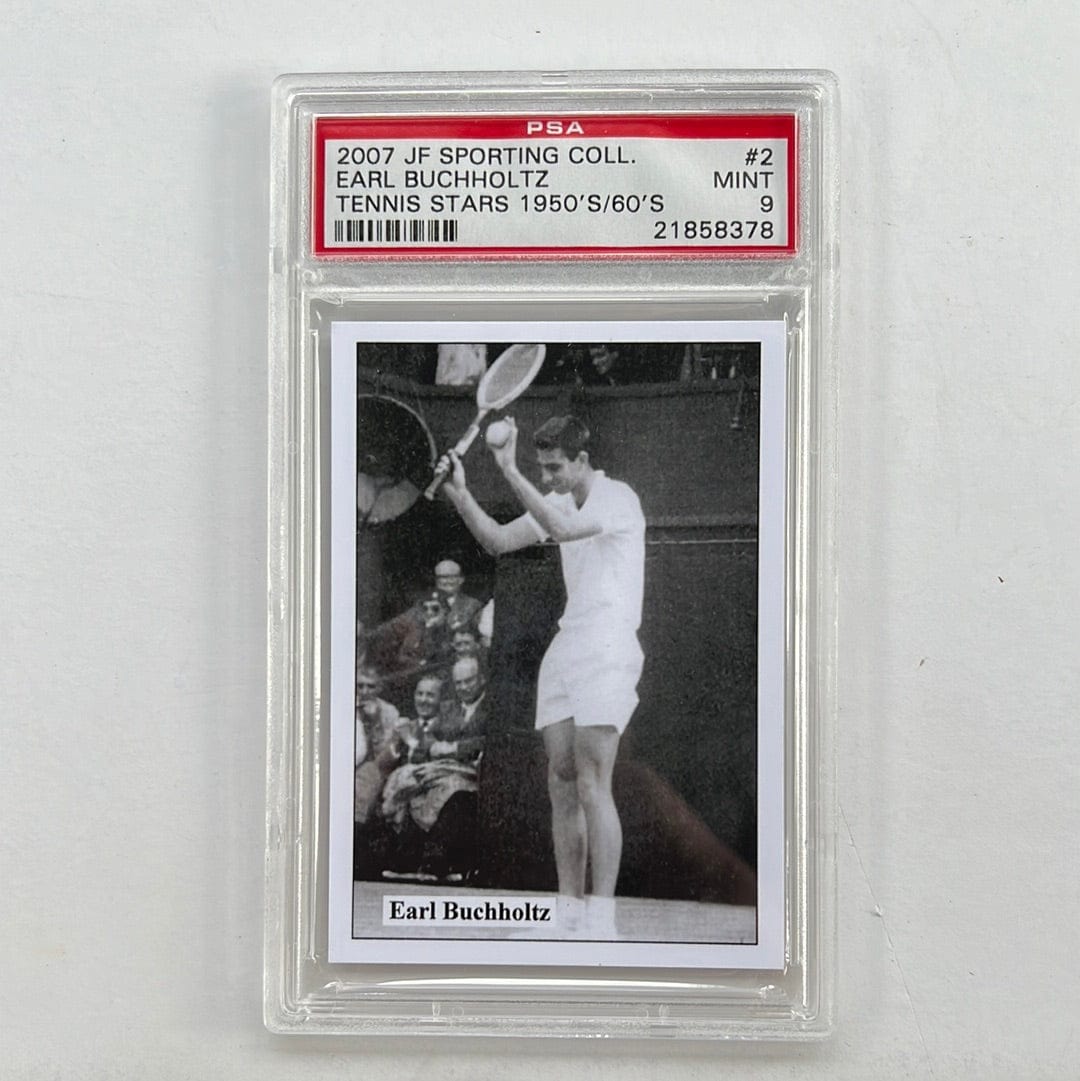 PSA
2007 JF SPORTING COLL. #2
EARL BUCHHOLTZ MINT
TENNIS STARS 1950'S/60'S 9
21858378
Earl Buchholtz